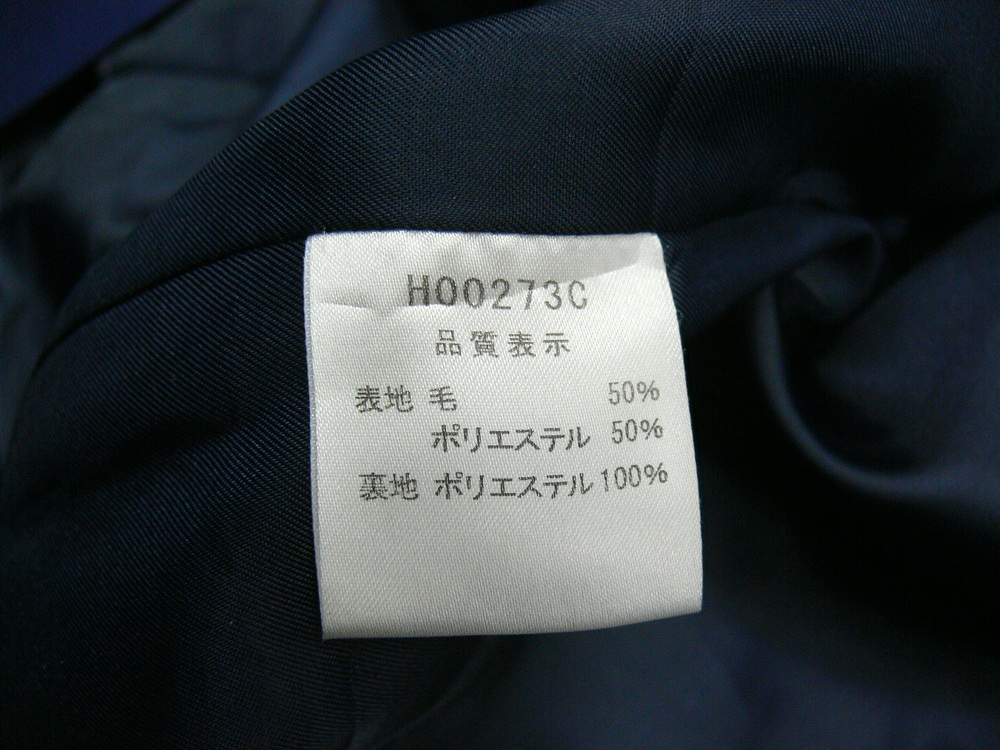 H00273C
品質表示
表地 毛 50%
ポリエステル 50%
裏地 ポリエステル 100%